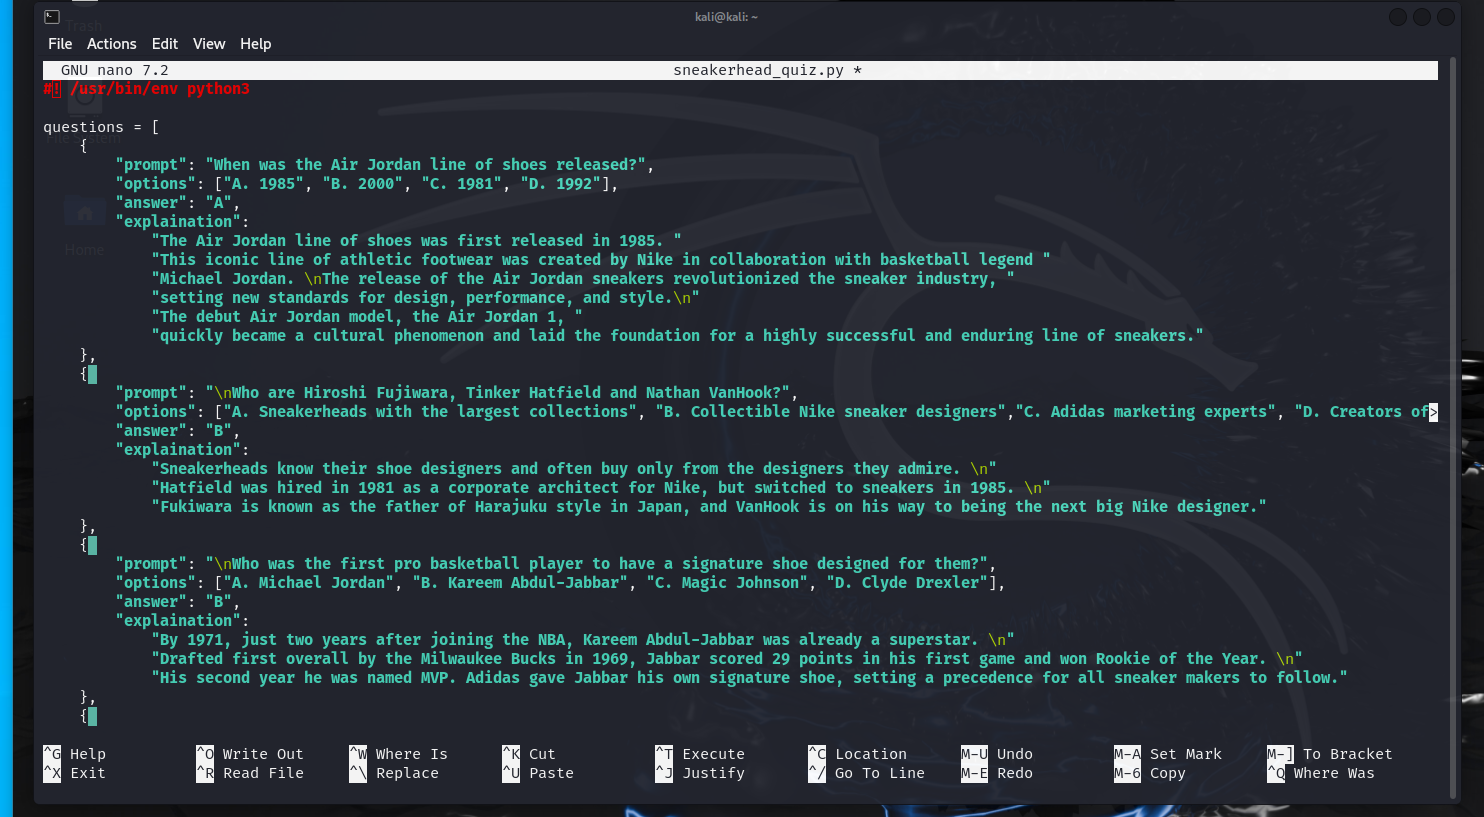 Trash
kali@kali: ~
File Actions Edit View Help
GNU nano 7.2 sneakerhead_quiz.py *
#! /usr/bin/env python3
questions = [
    {
        "prompt": "When was the Air Jordan line of shoes released?",
        "options": ["A. 1985", "B. 2000", "C. 1981", "D. 1992"],
        "answer": "A",
        "explaination":
            "The Air Jordan line of shoes was first released in 1985. "
            "This iconic line of athletic footwear was created by Nike in collaboration with basketball legend "
            "Michael Jordan. \nThe release of the Air Jordan sneakers revolutionized the sneaker industry, "
            "setting new standards for design, performance, and style.\n"
            "The debut Air Jordan model, the Air Jordan 1, "
            "quickly became a cultural phenomenon and laid the foundation for a highly successful and enduring line of sneakers."
    },
    {
        "prompt": "\nWho are Hiroshi Fujiwara, Tinker Hatfield and Nathan VanHook?",
        "options": ["A. Sneakerheads with the largest collections", "B. Collectible Nike sneaker designers","C. Adidas marketing experts", "D. Creators of>
        "answer": "B",
        "explaination":
            "Sneakerheads know their shoe designers and often buy only from the designers they admire. \n"
            "Hatfield was hired in 1981 as a corporate architect for Nike, but switched to sneakers in 1985. \n"
            "Fukiwara is known as the father of Harajuku style in Japan, and VanHook is on his way to being the next big Nike designer."
    },
    {
        "prompt": "\nWho was the first pro basketball player to have a signature shoe designed for them?",
        "options": ["A. Michael Jordan", "B. Kareem Abdul-Jabbar", "C. Magic Johnson", "D. Clyde Drexler"],
        "answer": "B",
        "explaination":
            "By 1971, just two years after joining the NBA, Kareem Abdul-Jabbar was already a superstar. \n"
            "Drafted first overall by the Milwaukee Bucks in 1969, Jabbar scored 29 points in his first game and won Rookie of the Year. \n"
            "His second year he was named MVP. Adidas gave Jabbar his own signature shoe, setting a precedence for all sneaker makers to follow."
    },
    {
Home
^G Help ^O Write Out ^W Where Is ^K Cut ^T Execute ^C Location M-U Undo M-A Set Mark M-] To Bracket
^X Exit ^R Read File ^\ Replace ^U Paste ^J Justify ^/ Go To Line M-E Redo M-6 Copy ^Q Where Was